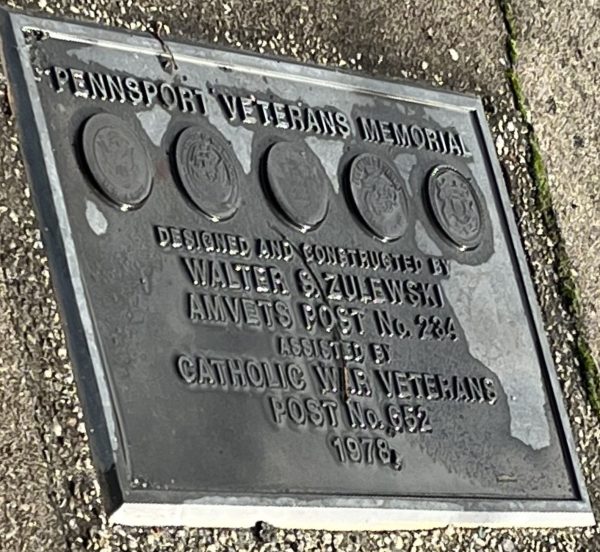 PENNSPORT VETERANS MEMORIAL
DESIGNED AND CONSTRUCTED BY
WALTER S. ZULEWSKI
AMVETS POST No. 234
ASSISTED BY
CATHOLIC WAR VETERANS
POST No. 652
1978